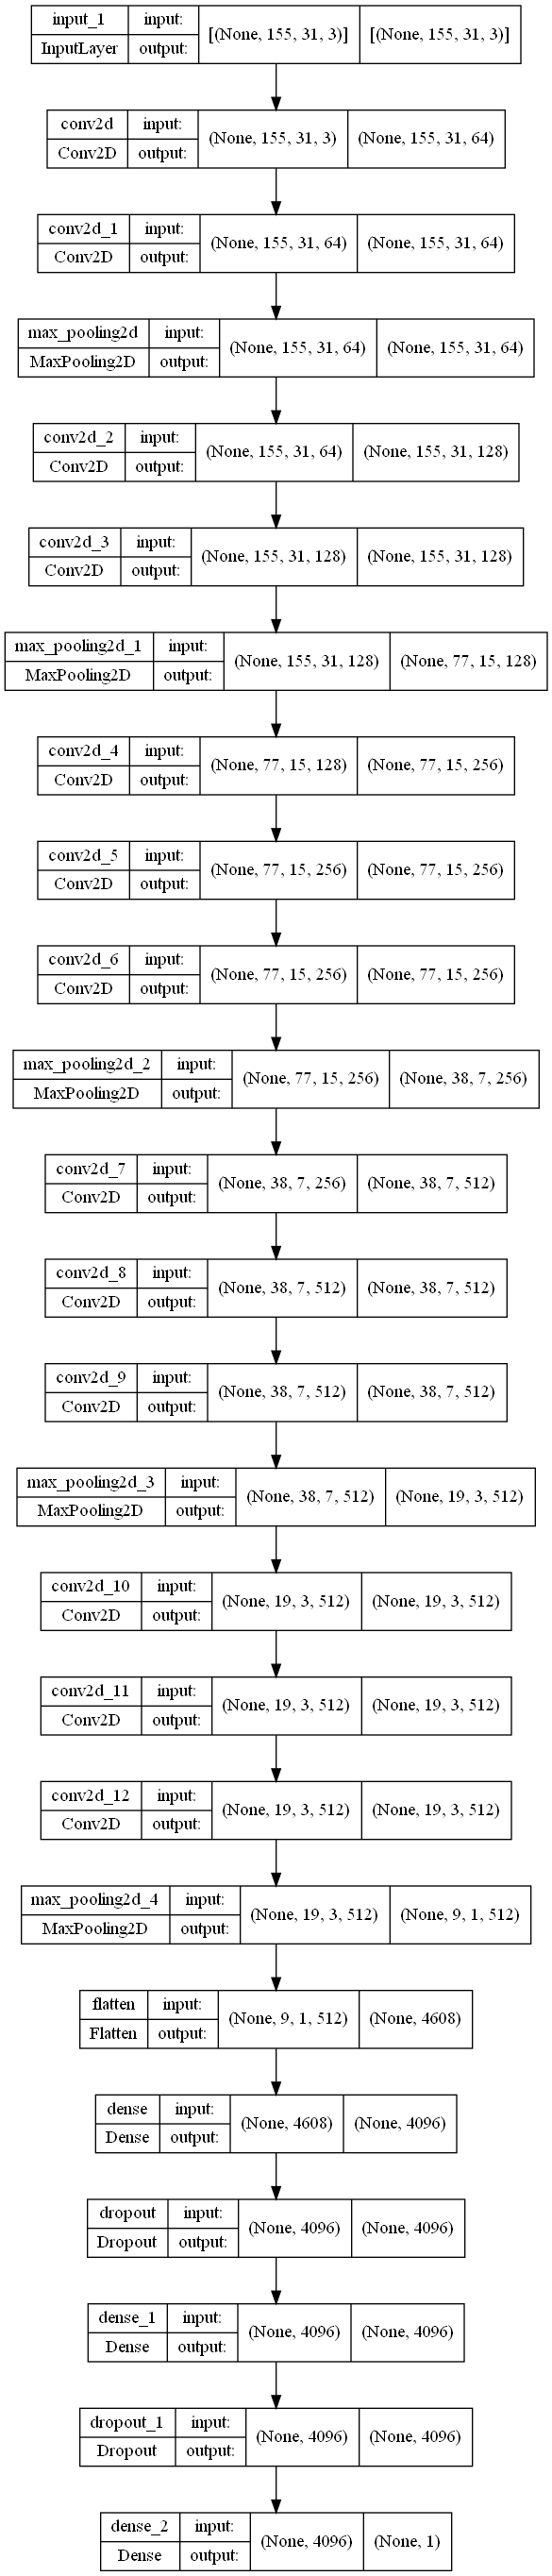 input_1 input: [(None, 155, 31, 3)] [(None, 155, 31, 3)]
InputLayer output:
conv2d input: (None, 155, 31, 3) (None, 155, 31, 64)
Conv2D output:
conv2d_1 input: (None, 155, 31, 64) (None, 155, 31, 64)
Conv2D output:
max_pooling2d input: (None, 155, 31, 64) (None, 155, 31, 64)
MaxPooling2D output:
conv2d_2 input: (None, 155, 31, 64) (None, 155, 31, 128)
Conv2D output:
conv2d_3 input: (None, 155, 31, 128) (None, 155, 31, 128)
Conv2D output:
max_pooling2d_1 input: (None, 155, 31, 128) (None, 77, 15, 128)
MaxPooling2D output:
conv2d_4 input: (None, 77, 15, 128) (None, 77, 15, 256)
Conv2D output:
conv2d_5 input: (None, 77, 15, 256) (None, 77, 15, 256)
Conv2D output:
conv2d_6 input: (None, 77, 15, 256) (None, 77, 15, 256)
Conv2D output:
max_pooling2d_2 input: (None, 77, 15, 256) (None, 38, 7, 256)
MaxPooling2D output:
conv2d_7 input: (None, 38, 7, 256) (None, 38, 7, 512)
Conv2D output:
conv2d_8 input: (None, 38, 7, 512) (None, 38, 7, 512)
Conv2D output:
conv2d_9 input: (None, 38, 7, 512) (None, 38, 7, 512)
Conv2D output:
max_pooling2d_3 input: (None, 38, 7, 512) (None, 19, 3, 512)
MaxPooling2D output:
conv2d_10 input: (None, 19, 3, 512) (None, 19, 3, 512)
Conv2D output:
conv2d_11 input: (None, 19, 3, 512) (None, 19, 3, 512)
Conv2D output:
conv2d_12 input: (None, 19, 3, 512) (None, 19, 3, 512)
Conv2D output:
max_pooling2d_4 input: (None, 19, 3, 512) (None, 9, 1, 512)
MaxPooling2D output:
flatten input: (None, 9, 1, 512) (None, 4608)
Flatten output:
dense input: (None, 4608) (None, 4096)
Dense output:
dropout input: (None, 4096) (None, 4096)
Dropout output:
dense_1 input: (None, 4096) (None, 4096)
Dense output:
dropout_1 input: (None, 4096) (None, 4096)
Dropout output:
dense_2 input: (None, 4096) (None, 1)
Dense output: